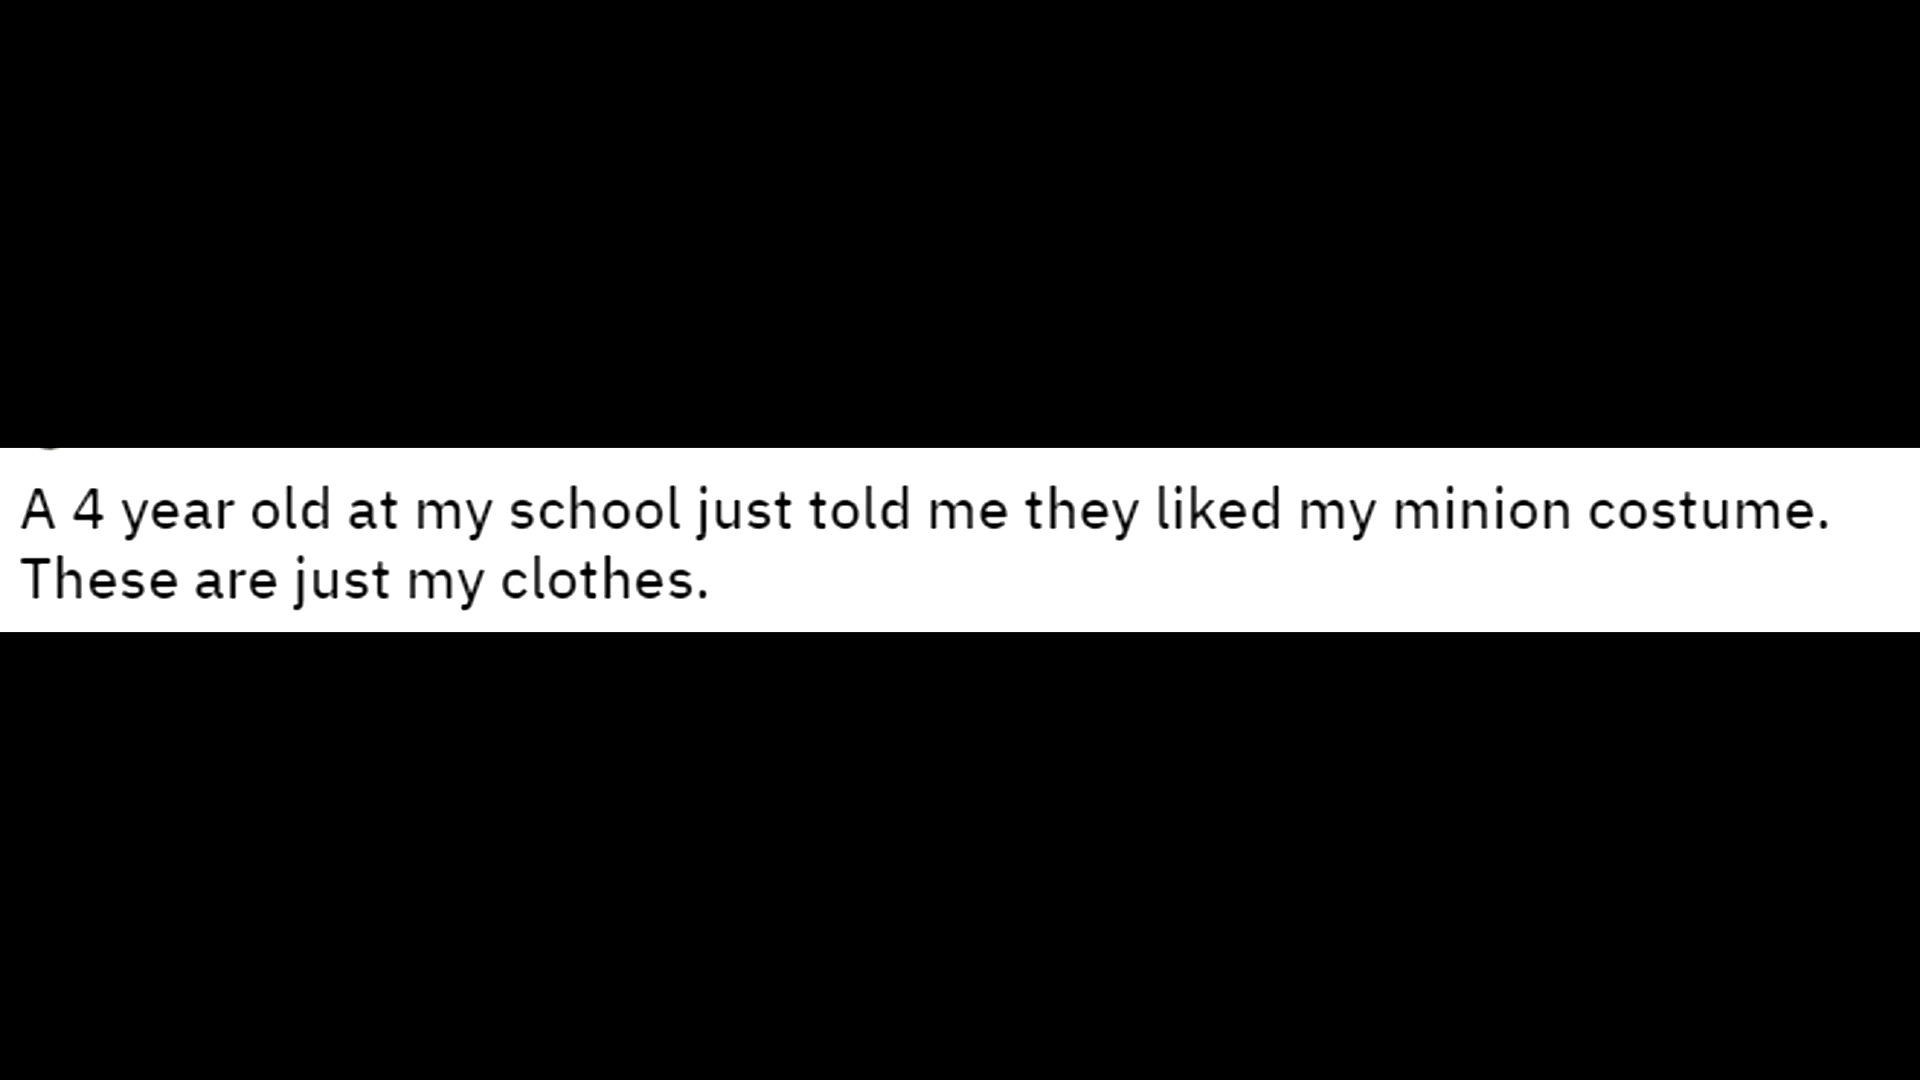 A 4 year old at my school just told me they liked my minion costume.
These are just my clothes.